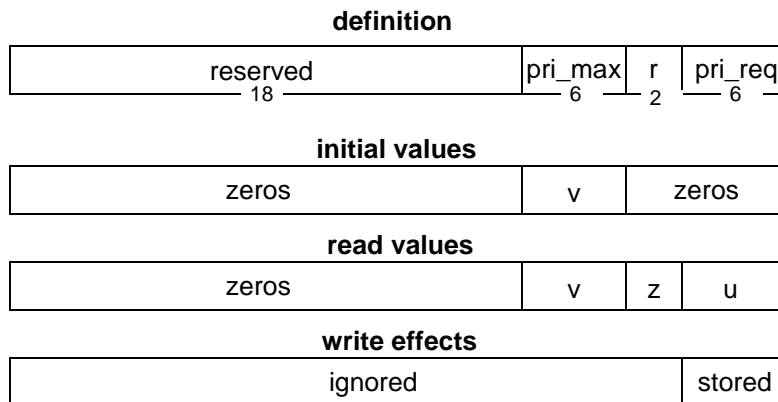 definition
reserved pri_max r pri_req
18 6 2 6
initial values
zeros v zeros
read values
zeros v z u
write effects
ignored stored